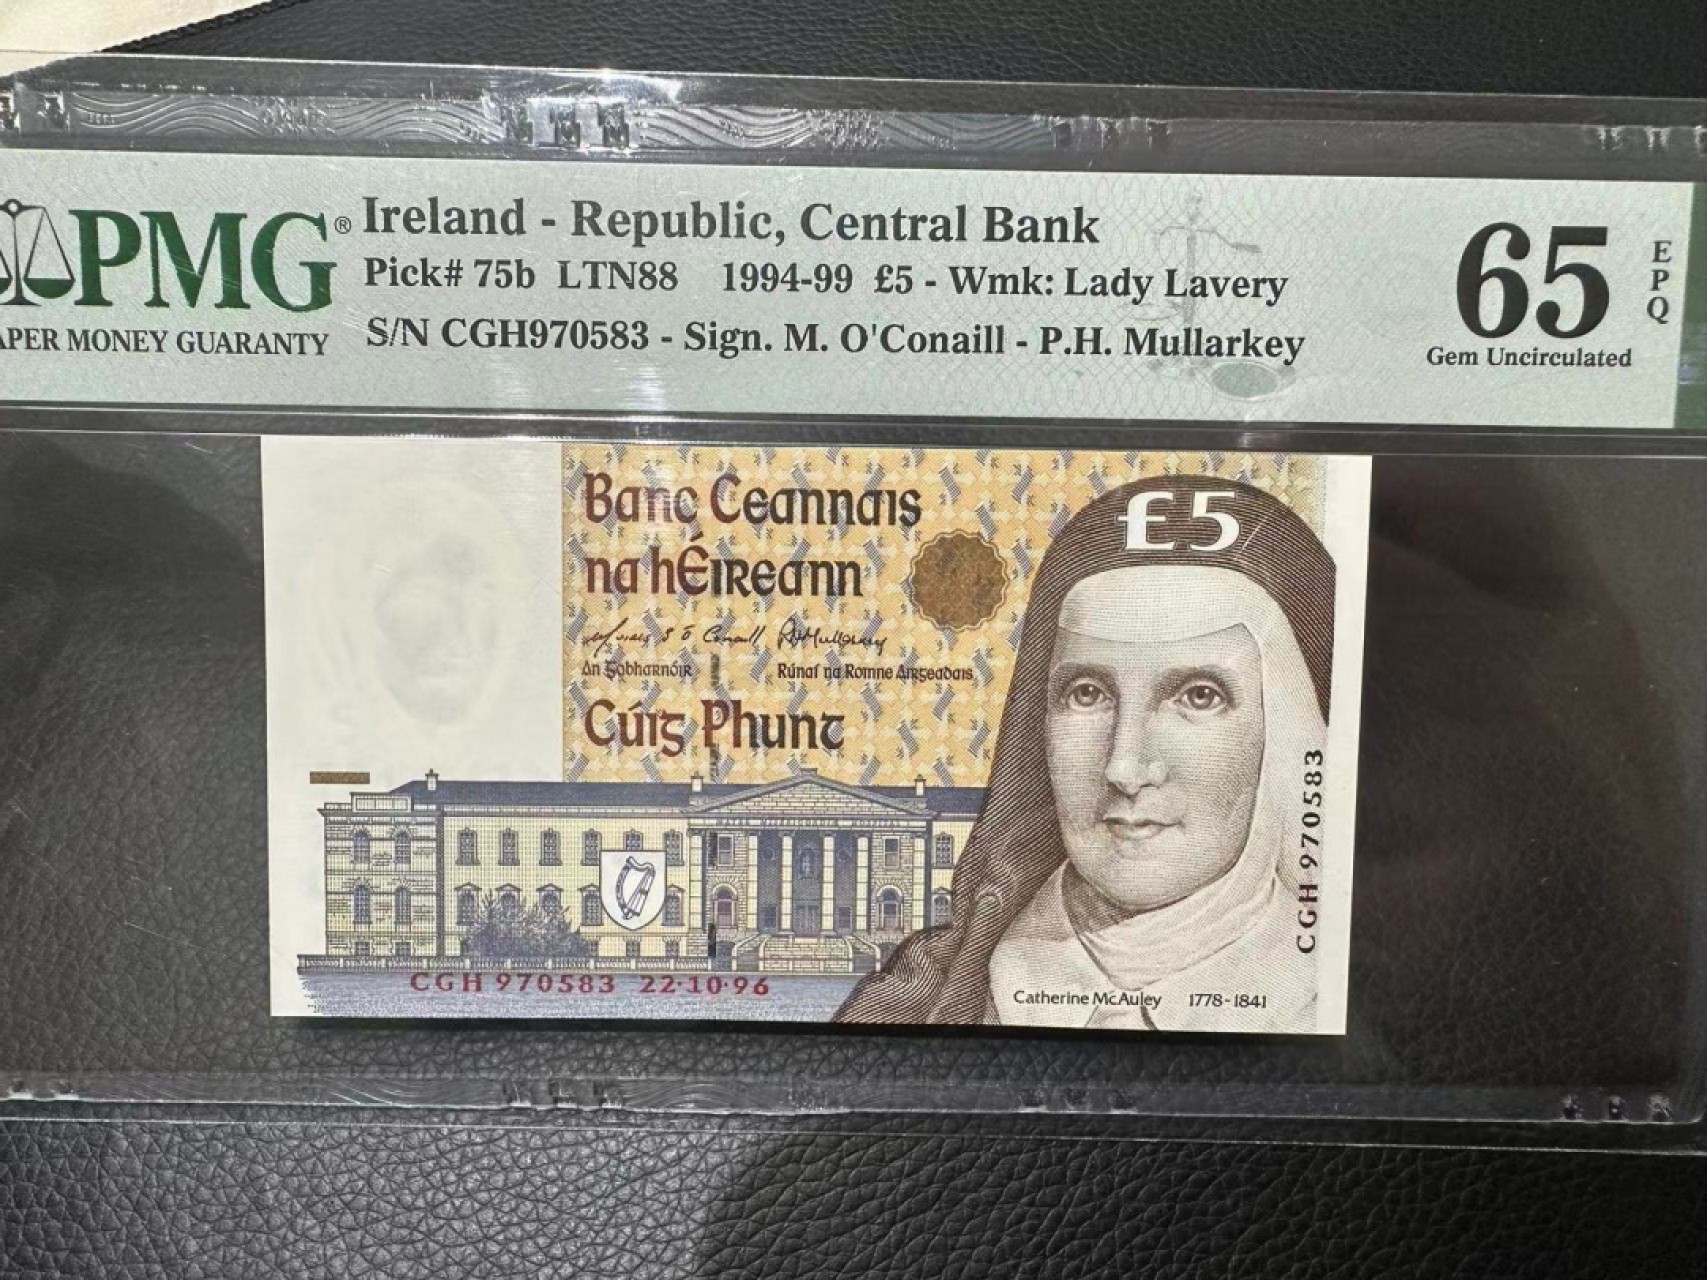 PMG®
APER MONEY GUARANTY
Ireland - Republic, Central Bank
Pick# 75b LTN88 1994-99 £5 - Wmk: Lady Lavery
S/N CGH970583 - Sign. M. O'Conaill - P.H. Mullarkey
65
EPQ
Gem Uncirculated
Banc Ceannais
na hÉireann
£5
An Gobharnóir Rúnaí na Roinne Airgeadais
Cúig Phunt
CGH 970583 22·10·96
Catherine McAuley 1778-1841
CGH 970583